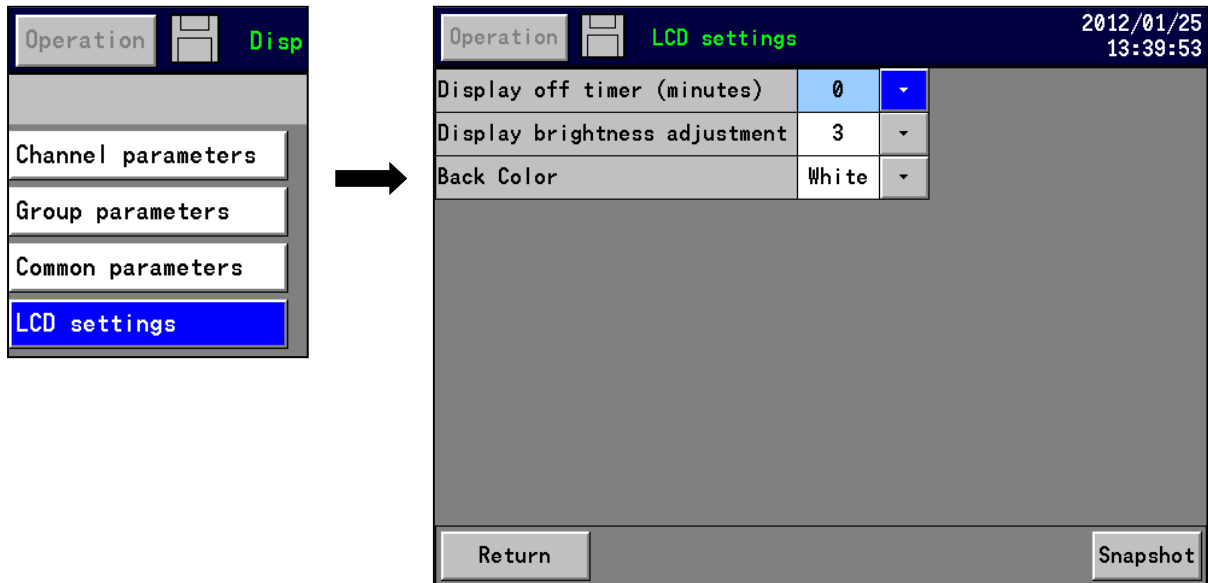 Operation Disp
Channel parameters
Group parameters
Common parameters
LCD settings
Operation LCD settings 2012/01/25
13:39:53
Display off timer (minutes) 0
Display brightness adjustment 3
Back Color White
Return Snapshot